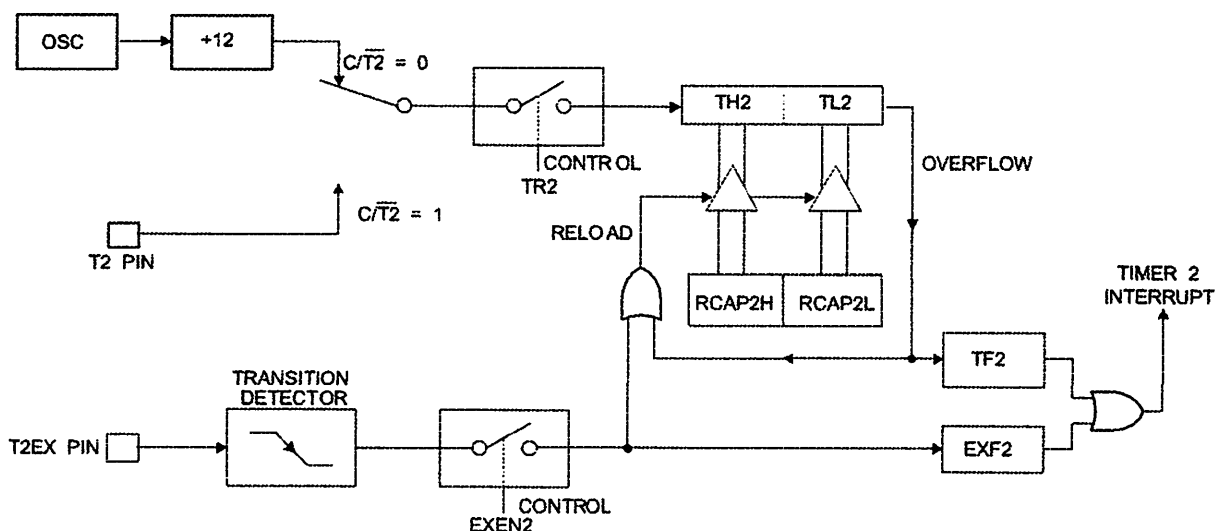 OSC
÷12
C/T2 = 0
TH2
TL2
CONTROL
TR2
OVERFLOW
C/T2 = 1
T2 PIN
RELOAD
RCAP2H
RCAP2L
TIMER 2
INTERRUPT
TF2
TRANSITION
DETECTOR
T2EX PIN
EXF2
CONTROL
EXEN2